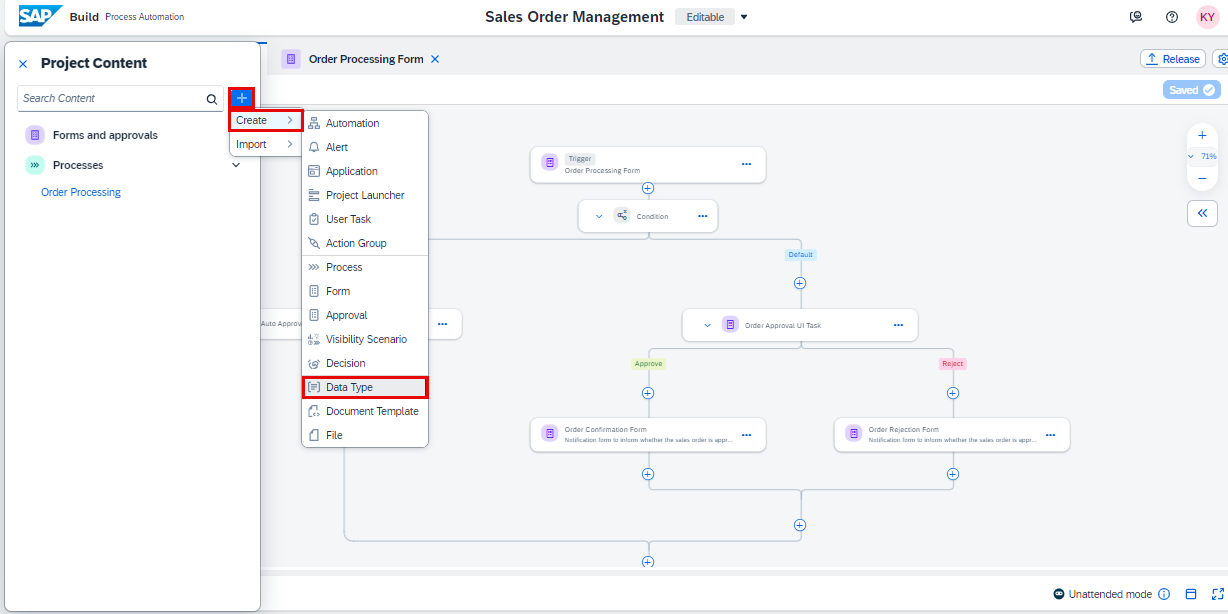 SAP Build Process Automation
Sales Order Management Editable
KY
Project Content
Order Processing Form
Release
Search Content
Saved
Forms and approvals
Processes
Order Processing
Create
Import
Automation
Alert
Application
Project Launcher
User Task
Action Group
Process
Form
Approval
Visibility Scenario
Decision
Data Type
Document Template
File
Trigger
Order Processing Form
Condition
71%
Default
Auto Approv
Order Approval UI Task
Approve
Reject
Order Confirmation Form
Notification form to inform whether the sales order is appr...
Order Rejection Form
Notification form to inform whether the sales order is appr...
Unattended mode